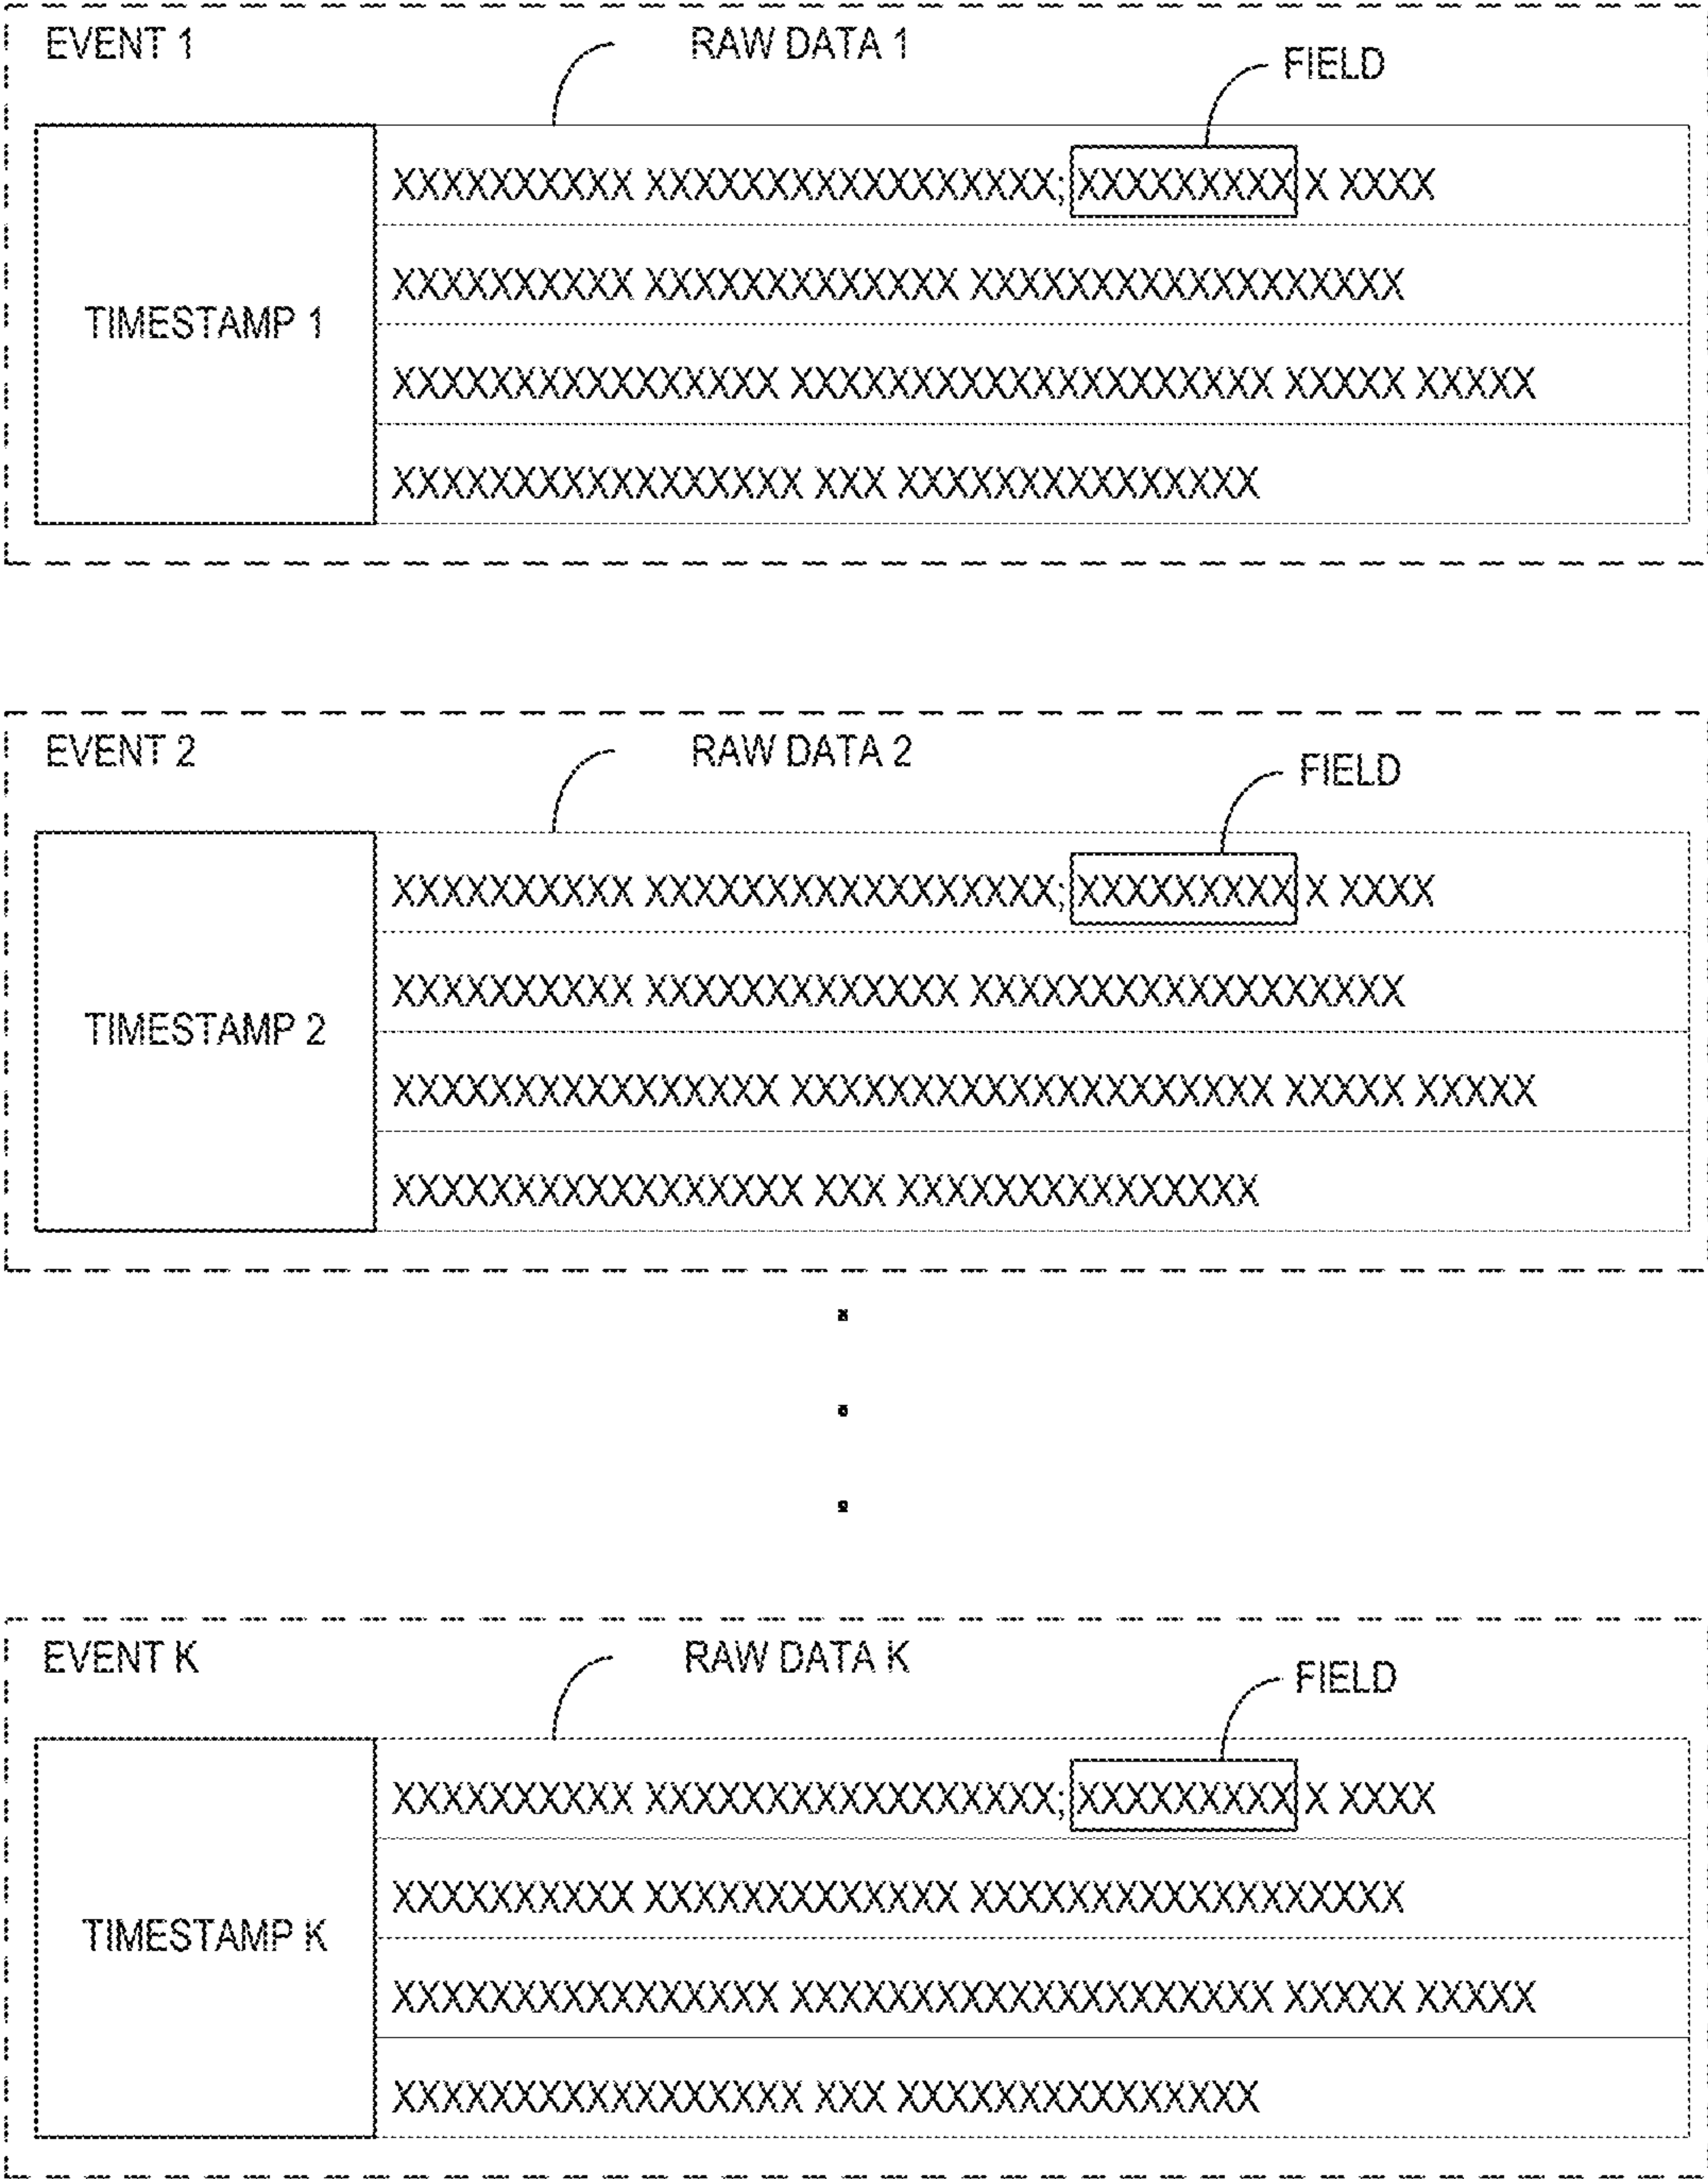 EVENT 1 RAW DATA 1 FIELD
XXXXXXXXXX XXXXXXXXXXXXXXXXX; XXXXXXXXX X XXXX
XXXXXXXXXX XXXXXXXXXXXXX XXXXXXXXXXXXXXXXXX
TIMESTAMP 1
XXXXXXXXXXXXXXXX XXXXXXXXXXXXXXXXXXXX XXXXX XXXXX
XXXXXXXXXXXXXXXXX XXX XXXXXXXXXXXXXXX
EVENT 2 RAW DATA 2 FIELD
XXXXXXXXXX XXXXXXXXXXXXXXXXX; XXXXXXXXX X XXXX
XXXXXXXXXX XXXXXXXXXXXXX XXXXXXXXXXXXXXXXXX
TIMESTAMP 2
XXXXXXXXXXXXXXXX XXXXXXXXXXXXXXXXXXXX XXXXX XXXXX
XXXXXXXXXXXXXXXXX XXX XXXXXXXXXXXXXXX
EVENT K RAW DATA K FIELD
XXXXXXXXXX XXXXXXXXXXXXXXXXX; XXXXXXXXX X XXXX
XXXXXXXXXX XXXXXXXXXXXXX XXXXXXXXXXXXXXXXXX
TIMESTAMP K
XXXXXXXXXXXXXXXX XXXXXXXXXXXXXXXXXXXX XXXXX XXXXX
XXXXXXXXXXXXXXXXX XXX XXXXXXXXXXXXXXX